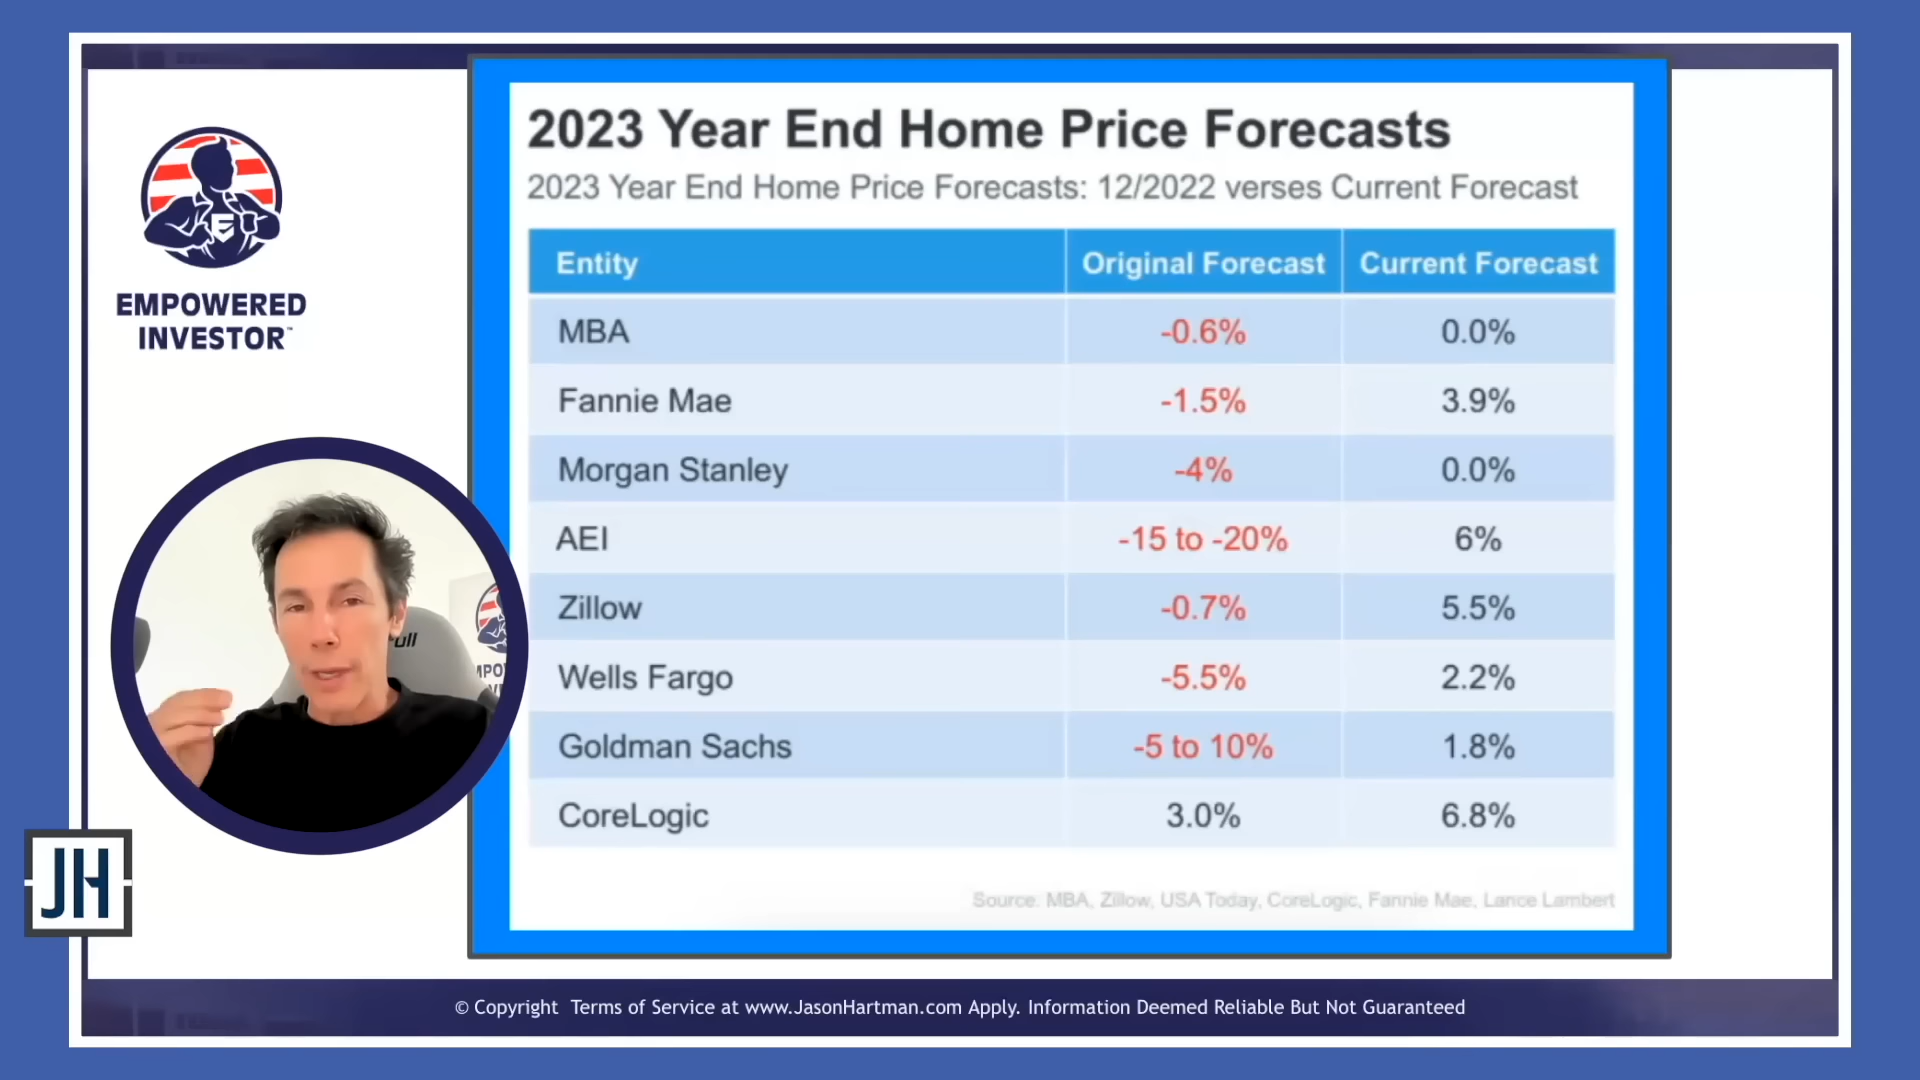 2023 Year End Home Price Forecasts
2023 Year End Home Price Forecasts: 12/2022 verses Current Forecast
Entity Original Forecast Current Forecast
MBA -0.6% 0.0%
Fannie Mae -1.5% 3.9%
Morgan Stanley -4% 0.0%
AEI -15 to -20% 6%
Zillow -0.7% 5.5%
Wells Fargo -5.5% 2.2%
Goldman Sachs -5 to 10% 1.8%
CoreLogic 3.0% 6.8%
Source: MBA, Zillow, USA Today, CoreLogic, Fannie Mae, Lance Lambert
EMPOWERED
INVESTOR™
JH
© Copyright Terms of Service at www.JasonHartman.com Apply. Information Deemed Reliable But Not Guaranteed